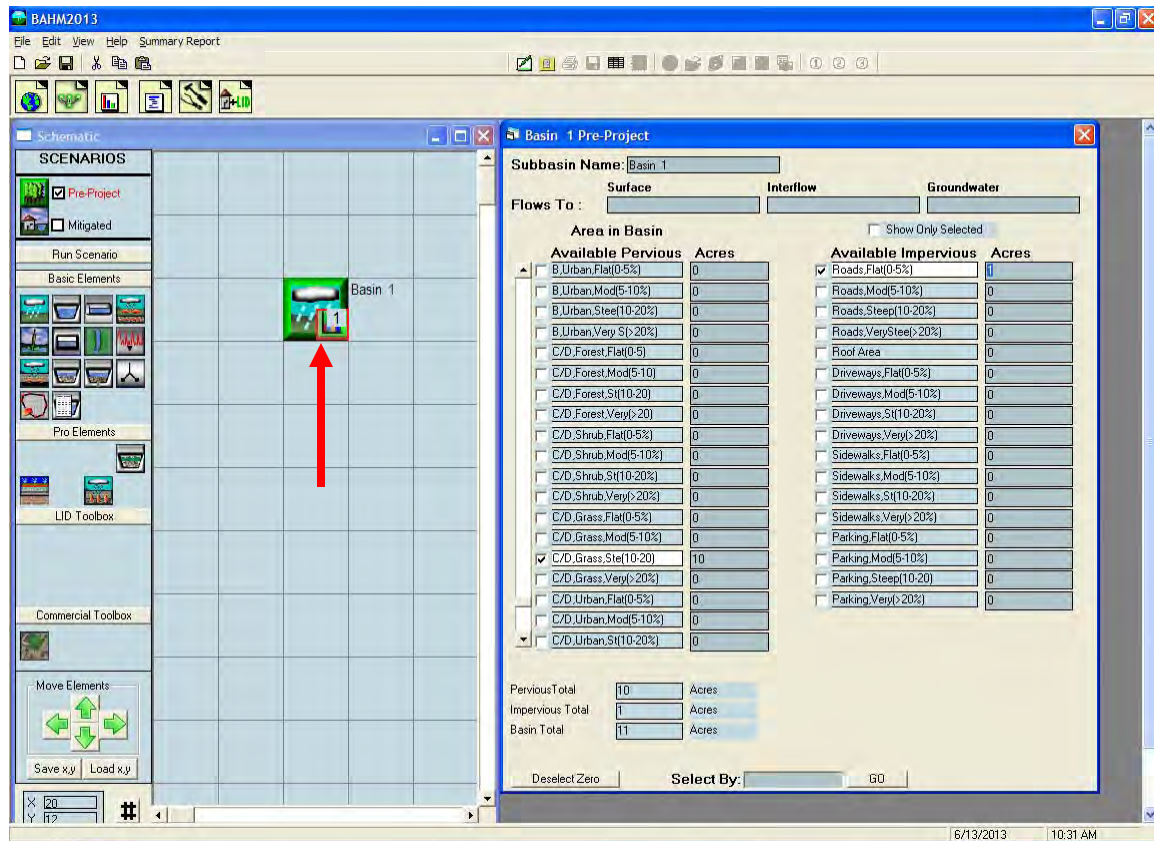 BAHM2013
File Edit View Help Summary Report
Schematic
SCENARIOS
Pre-Project
Mitigated
Run Scenario
Basic Elements
Pro Elements
LID Toolbox
Commercial Toolbox
Move Elements
Save x,y Load x,y
X 20
Y 12
#
Basin 1
1
Basin 1 Pre-Project
Subbasin Name: Basin 1
Surface Interflow Groundwater
Flows To :
Area in Basin Show Only Selected
Available Pervious Acres Available Impervious Acres
B,Urban,Flat(0-5%) 0 Roads,Flat(0-5%) 1
B,Urban,Mod(5-10%) 0 Roads,Mod(5-10%) 0
B,Urban,Stee(10-20%) 0 Roads,Steep(10-20%) 0
B,Urban,Very S(>20%) 0 Roads,VeryStee(>20%) 0
C/D,Forest,Flat(0-5) 0 Roof Area 0
C/D,Forest,Mod(5-10) 0 Driveways,Flat(0-5%) 0
C/D,Forest,St(10-20) 0 Driveways,Mod(5-10%) 0
C/D,Forest,Very(>20) 0 Driveways,St(10-20%) 0
C/D,Shrub,Flat(0-5%) 0 Driveways,Very(>20%) 0
C/D,Shrub,Mod(5-10%) 0 Sidewalks,Flat(0-5%) 0
C/D,Shrub,St(10-20%) 0 Sidewalks,Mod(5-10%) 0
C/D,Shrub,Very(>20%) 0 Sidewalks,St(10-20%) 0
C/D,Grass,Flat(0-5%) 0 Sidewalks,Very(>20%) 0
C/D,Grass,Mod(5-10%) 0 Parking,Flat(0-5%) 0
C/D,Grass,Ste(10-20) 10 Parking,Mod(5-10%) 0
C/D,Grass,Very(>20%) 0 Parking,Steep(10-20) 0
C/D,Urban,Flat(0-5%) 0 Parking,Very(>20%) 0
C/D,Urban,Mod(5-10%) 0
C/D,Urban,St(10-20%) 0
PerviousTotal 10 Acres
Impervious Total 1 Acres
Basin Total 11 Acres
Deselect Zero Select By: GO
6/13/2013 10:31 AM